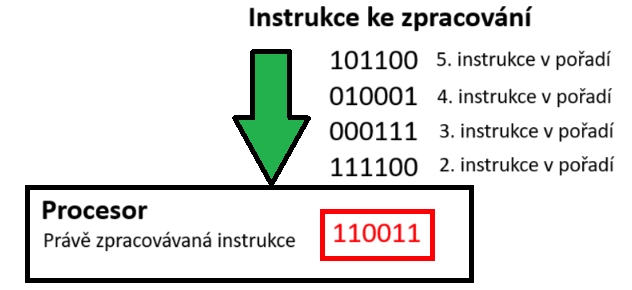 Instrukce ke zpracování
101100 5. instrukce v pořadí
010001 4. instrukce v pořadí
000111 3. instrukce v pořadí
111100 2. instrukce v pořadí
Procesor
Právě zpracovávaná instrukce 110011